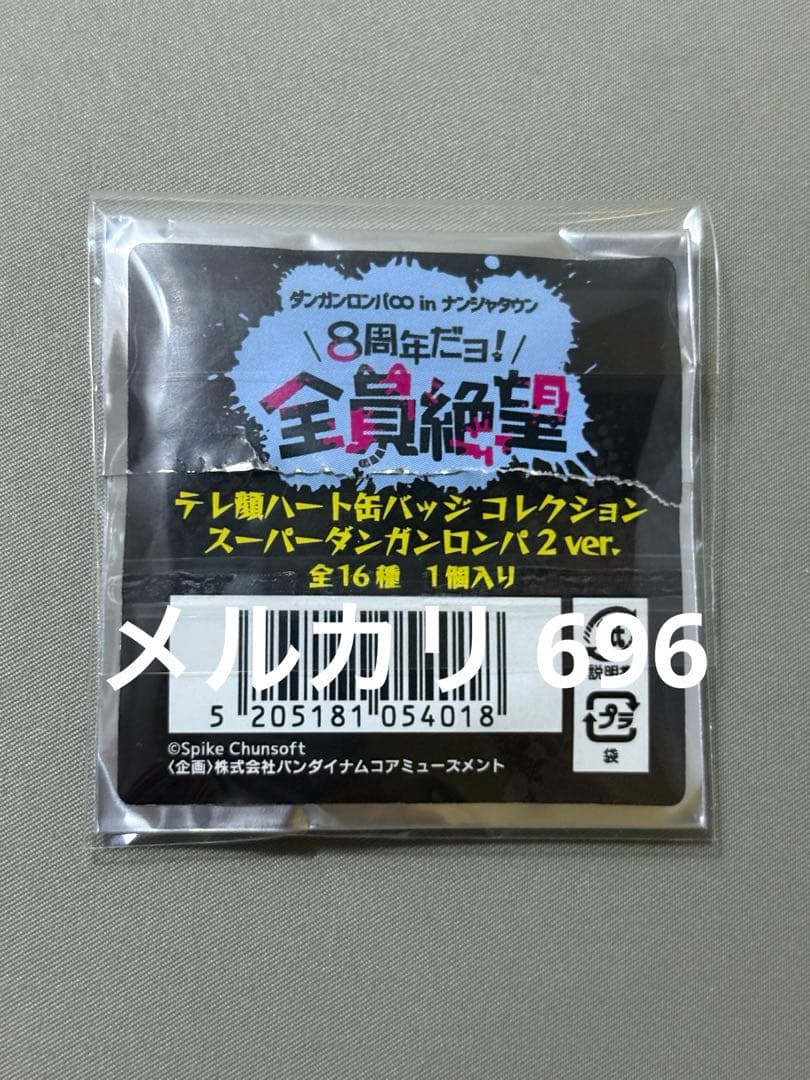 ダンガンロンパ∞ in ナンジャタウン
\ 8周年だヨ! /
全員絶望
テレ顔ハート缶バッジ コレクション
スーパーダンガンロンパ2 ver.
全16種 1個入り
メルカリ 696
説明書
5 205181 054018
プラ
袋
©Spike Chunsoft
〈企画〉株式会社バンダイナムコアミューズメント